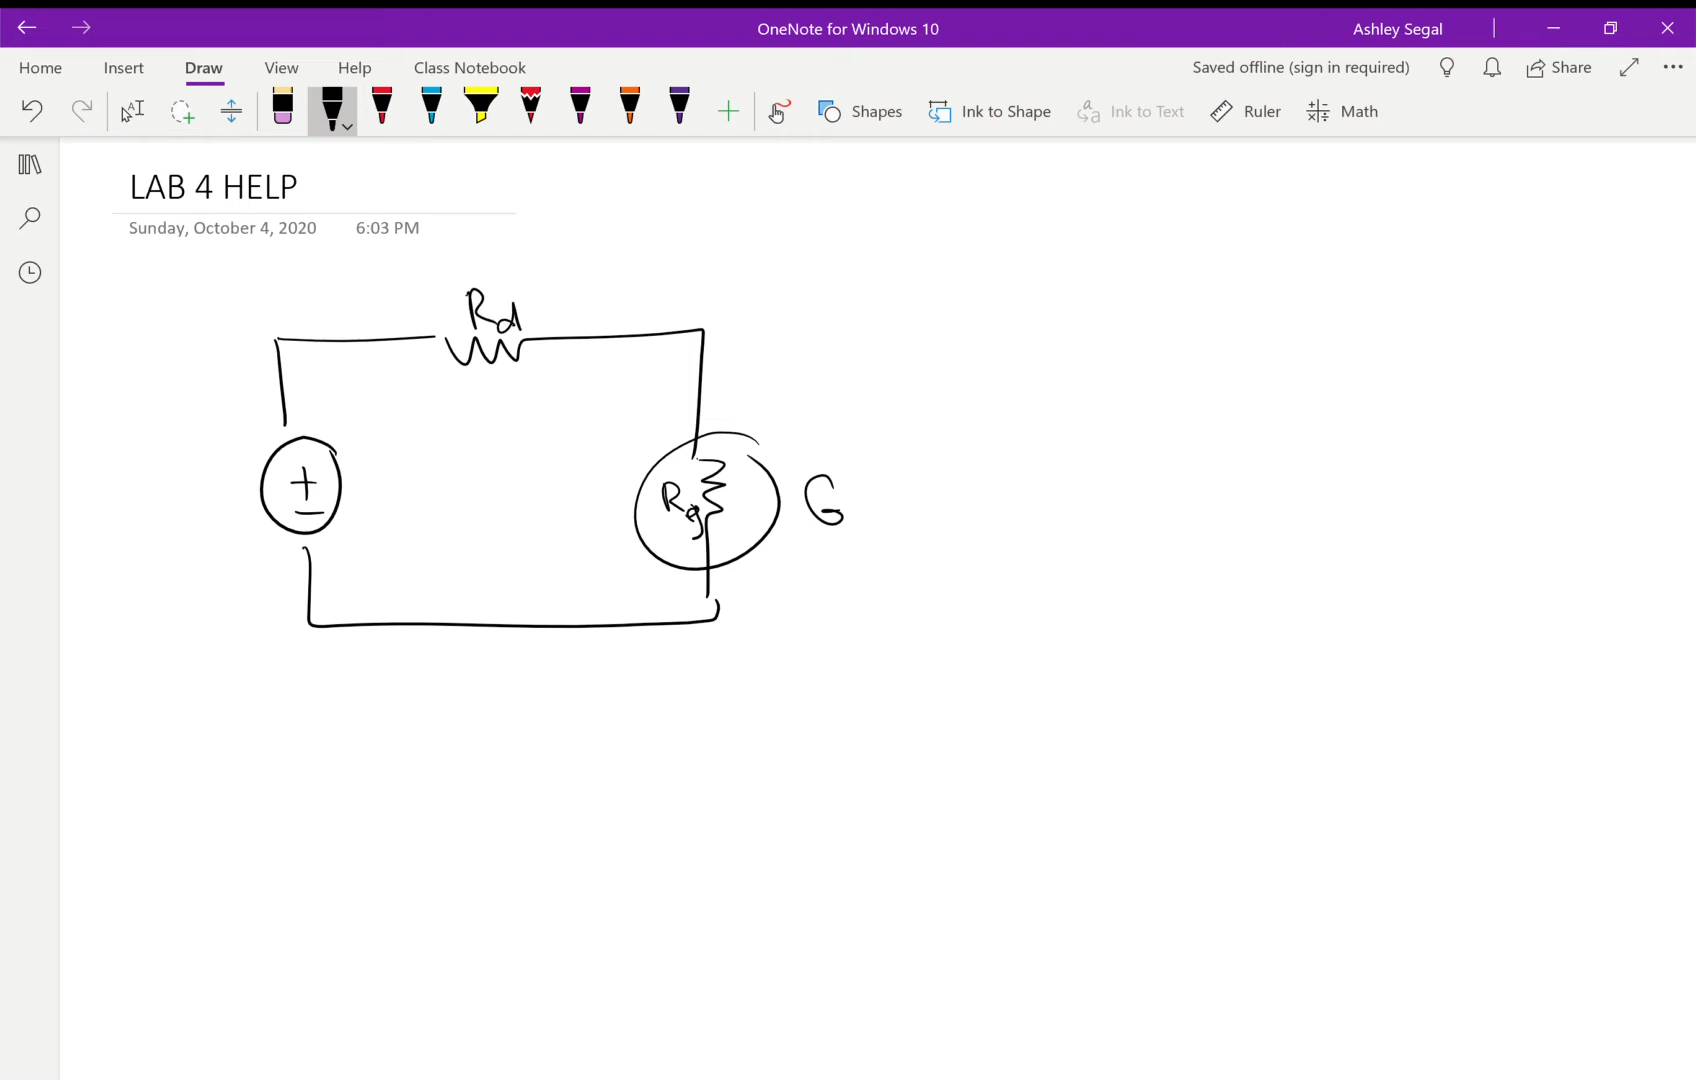 OneNote for Windows 10
Ashley Segal
Home Insert Draw View Help Class Notebook
Saved offline (sign in required)
Share
Shapes
Ink to Shape
Ink to Text
Ruler
Math
LAB 4 HELP
Sunday, October 4, 2020 6:03 PM
Rd
+
Rg
G